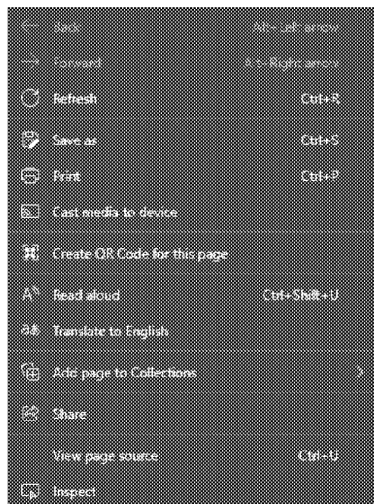 Back Alt+Left arrow
Forward Alt+Right arrow
Refresh Ctrl+R
Save as Ctrl+S
Print Ctrl+P
Cast media to device
Create QR Code for this page
Read aloud Ctrl+Shift+U
Translate to English
Add page to Collections
Share
View page source Ctrl+U
Inspect